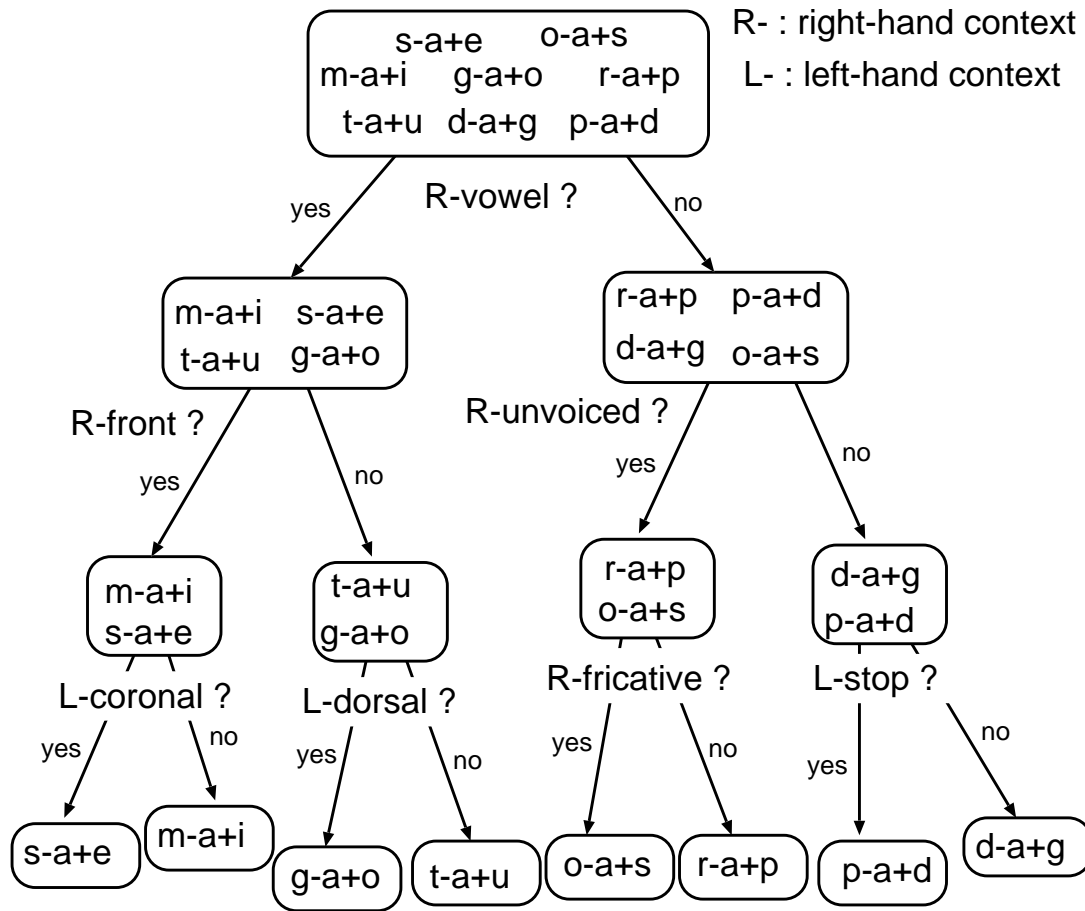 R- : right-hand context
L- : left-hand context
s-a+e o-a+s
m-a+i g-a+o r-a+p
t-a+u d-a+g p-a+d
R-vowel ?
yes
no
m-a+i s-a+e
t-a+u g-a+o
r-a+p p-a+d
d-a+g o-a+s
R-front ?
yes
no
R-unvoiced ?
yes
no
m-a+i
s-a+e
t-a+u
g-a+o
r-a+p
o-a+s
d-a+g
p-a+d
L-coronal ?
yes
no
L-dorsal ?
yes
no
R-fricative ?
yes
no
L-stop ?
yes
no
s-a+e
m-a+i
g-a+o
t-a+u
o-a+s
r-a+p
p-a+d
d-a+g